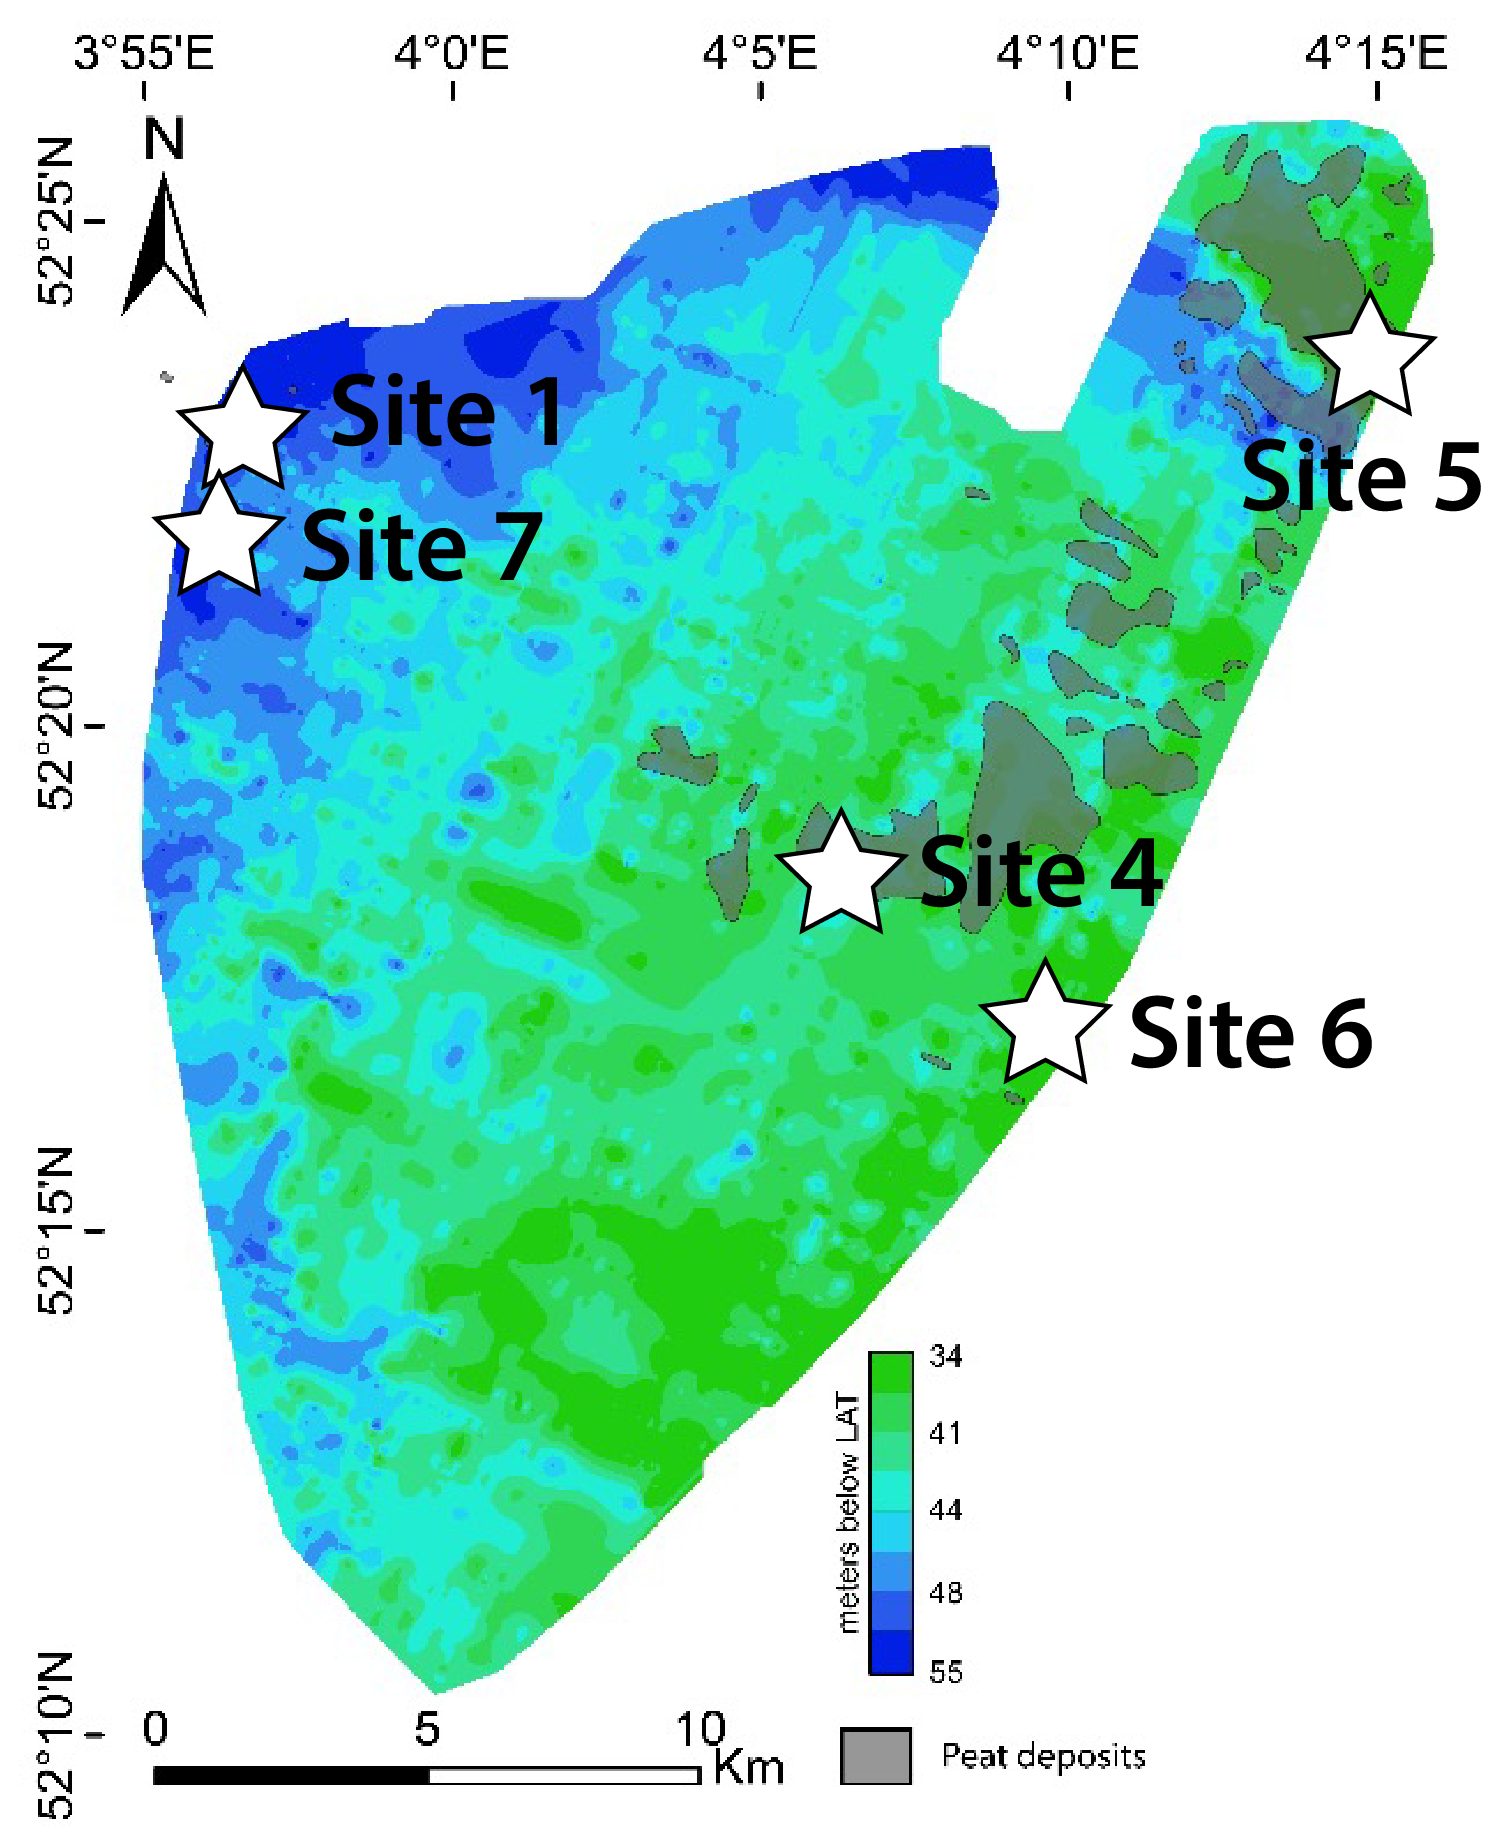 3°55'E 4°0'E 4°5'E 4°10'E 4°15'E
N
52°25'N
Site 1
Site 5
Site 7
52°20'N
Site 4
Site 6
52°15'N
34
meters below LAT
41
44
48
55
52°10'N
0 5 10
Km
Peat deposits